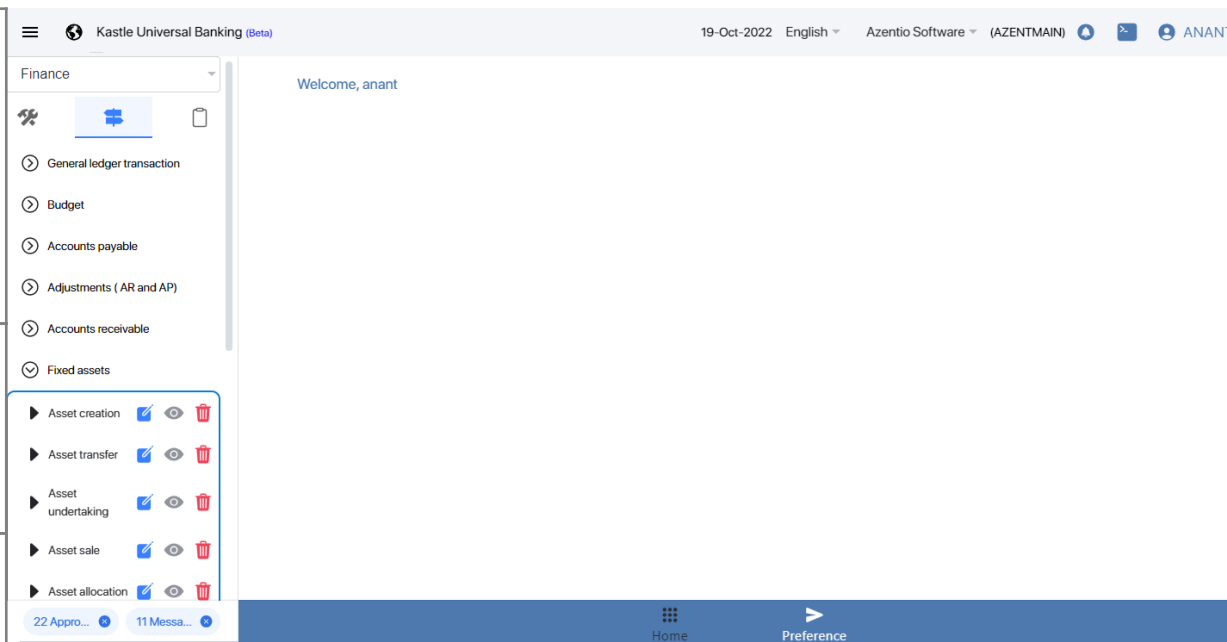 Kastle Universal Banking (Beta)
19-Oct-2022 English Azentio Software (AZENTMAIN) ANANT
Finance
Welcome, anant
General ledger transaction
Budget
Accounts payable
Adjustments ( AR and AP)
Accounts receivable
Fixed assets
Asset creation
Asset transfer
Asset
undertaking
Asset sale
Asset allocation
22 Appro... 11 Messa...
Home Preference